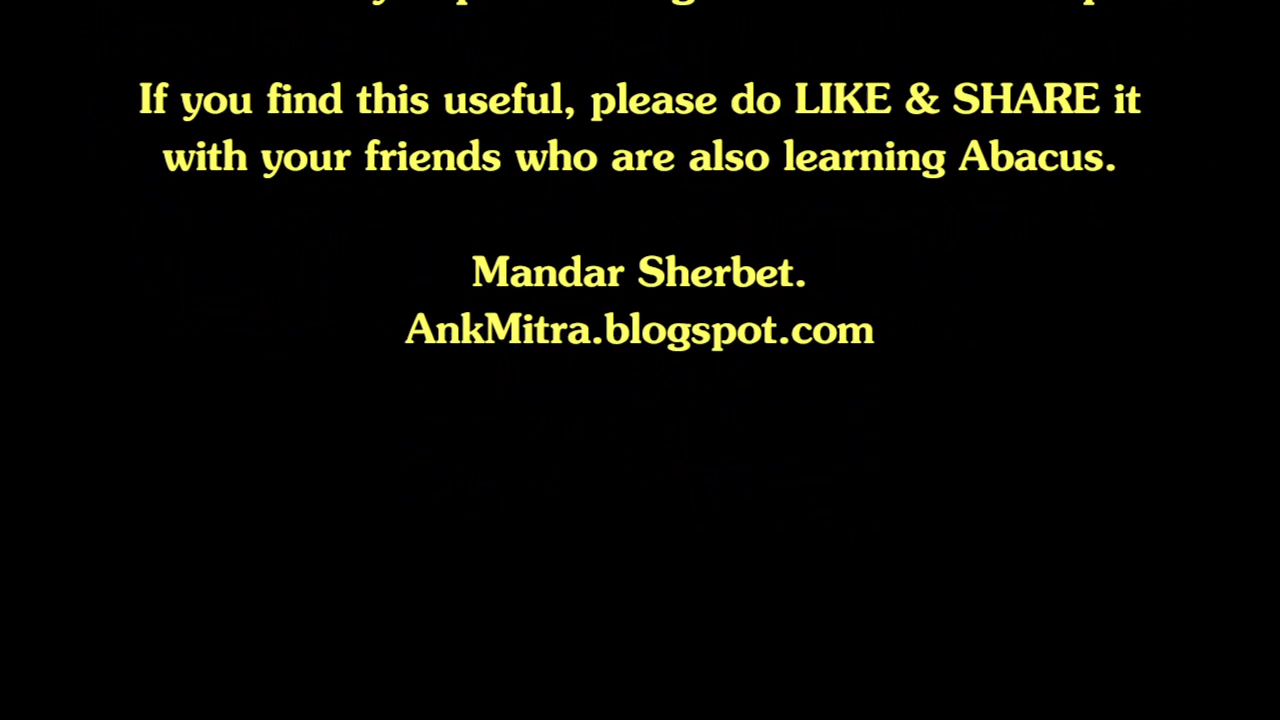 If you find this useful, please do LIKE & SHARE it
with your friends who are also learning Abacus.
Mandar Sherbet.
AnkMitra.blogspot.com